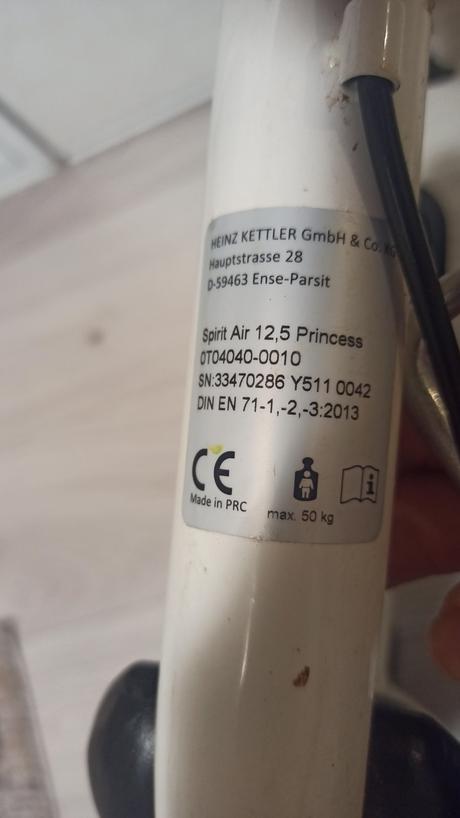 HEINZ KETTLER GmbH & Co. KG
Hauptstrasse 28
D-59463 Ense-Parsit
Spirit Air 12,5 Princess
0T04040-0010
SN:33470286 Y511 0042
DIN EN 71-1,-2,-3:2013
CE
Made in PRC
max. 50 kg
i